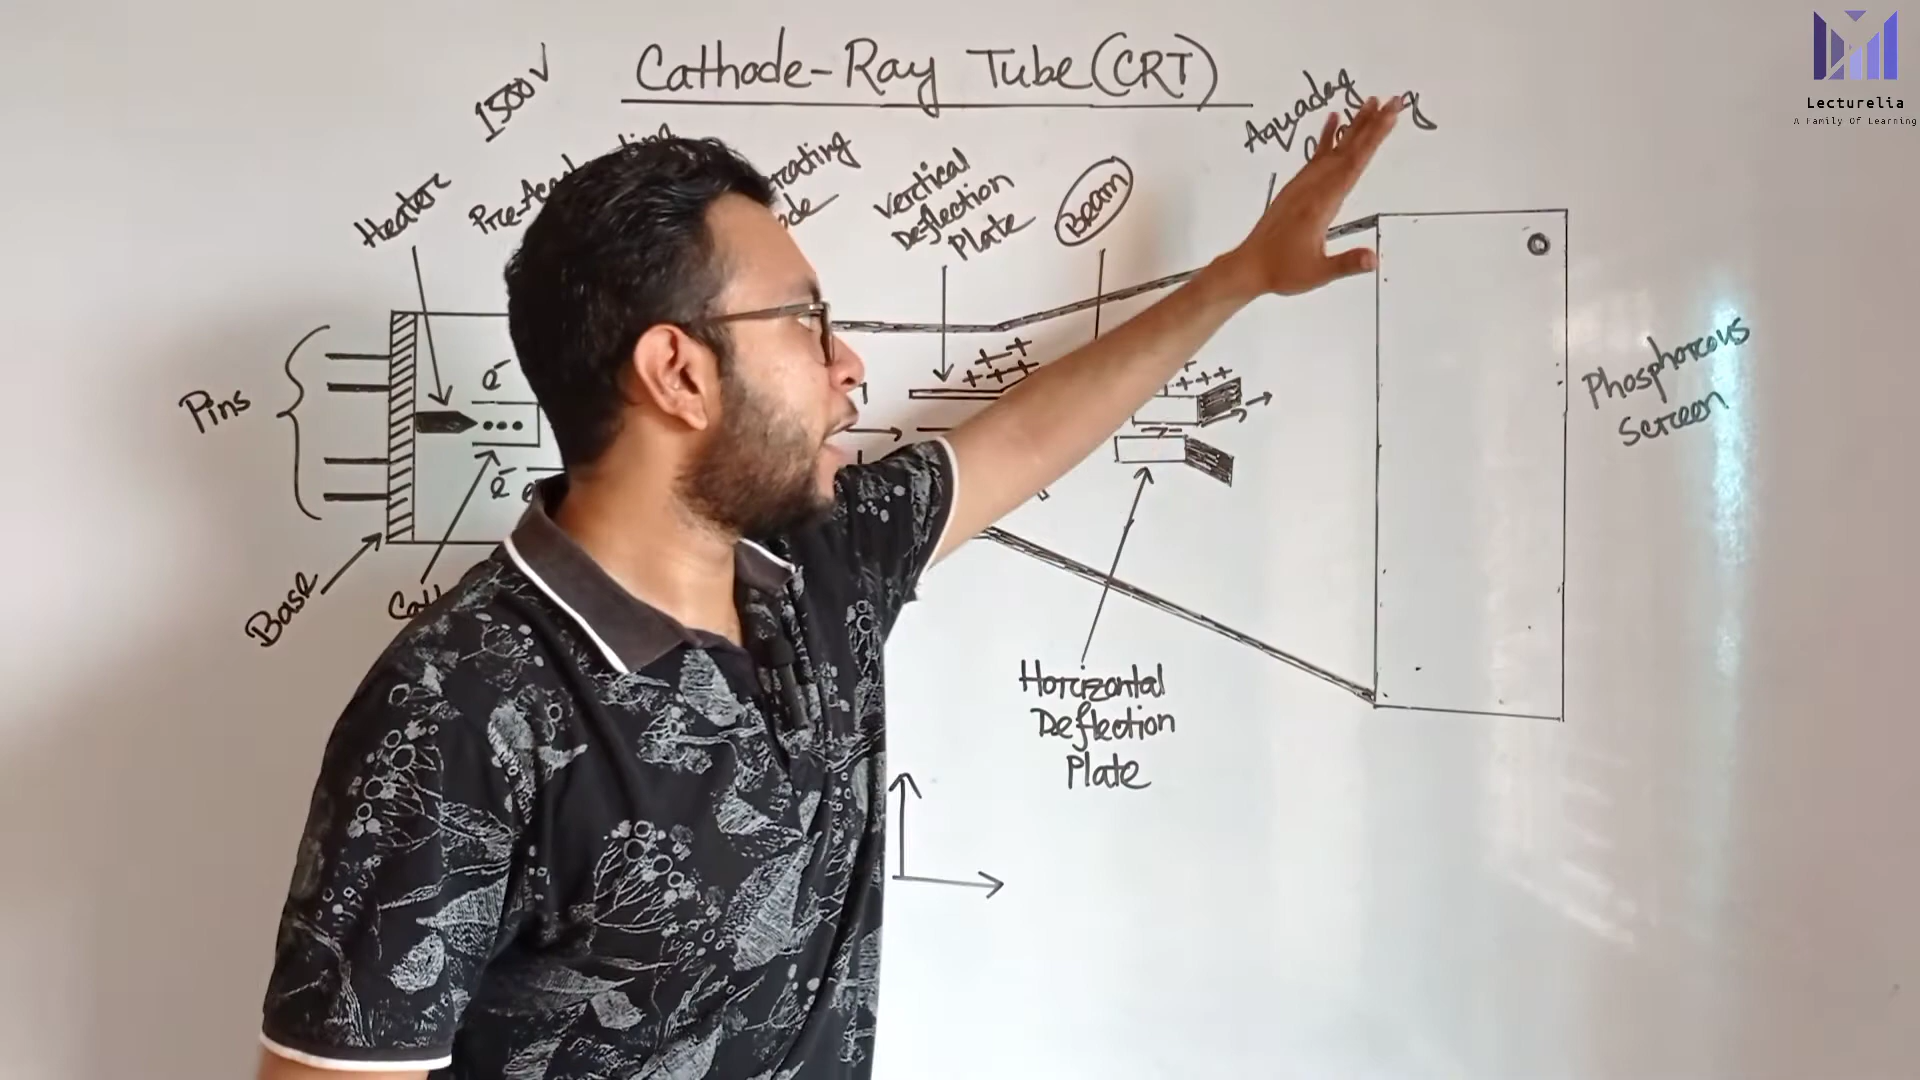 Cathode-Ray Tube (CRT)
Lecturelia
A Family Of Learning
1500V
Heater
Vertical
Deflection
Plate
Beam
Aquadag
Pins
e-
+ + +
+ + + +
+ + + +
e-
Base
Phosphorous
Screen
Horizontal
Deflection
Plate